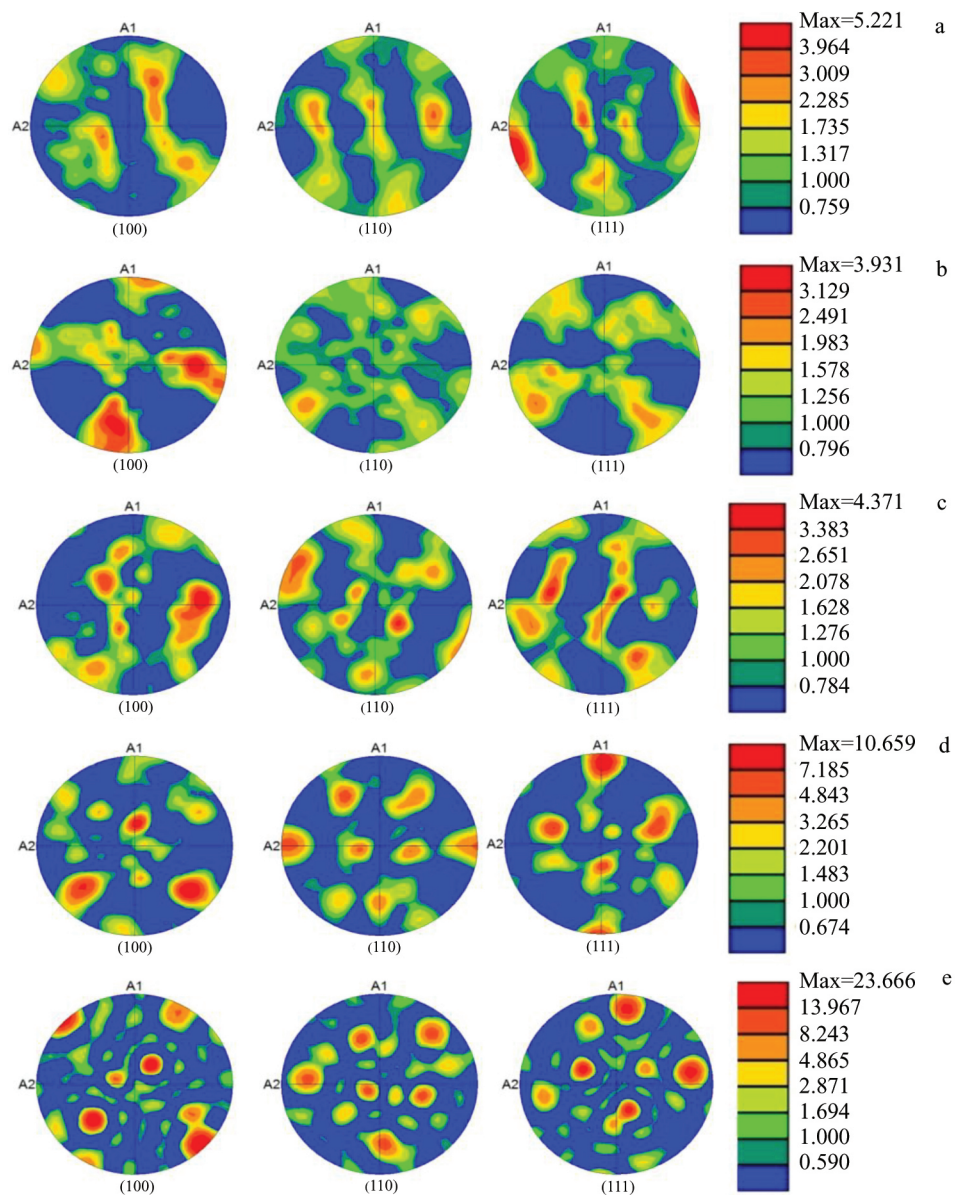 A1 A1 A1 Max=5.221 a
3.964
3.009
2.285
A2 A2 A2 1.735
1.317
1.000
0.759
(100) (110) (111)
A1 A1 A1 Max=3.931 b
3.129
2.491
1.983
A2 A2 A2 1.578
1.256
1.000
0.796
(100) (110) (111)
A1 A1 A1 Max=4.371 c
3.383
2.651
2.078
A2 A2 A2 1.628
1.276
1.000
0.784
(100) (110) (111)
A1 A1 A1 Max=10.659 d
7.185
4.843
3.265
A2 A2 A2 2.201
1.483
1.000
0.674
(100) (110) (111)
A1 A1 A1 Max=23.666 e
13.967
8.243
4.865
A2 A2 A2 2.871
1.694
1.000
0.590
(100) (110) (111)